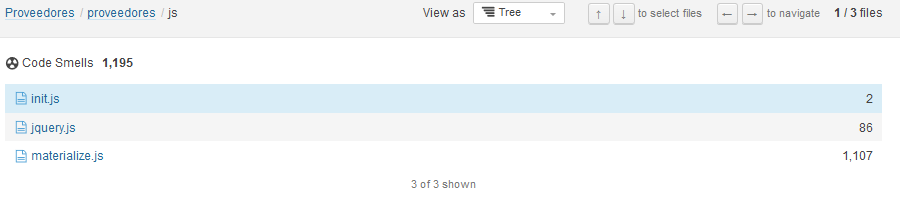 Proveedores / proveedores / js View as Tree ↑ ↓ to select files ← → to navigate 1 / 3 files
Code Smells 1,195
init.js 2
jquery.js 86
materialize.js 1,107
3 of 3 shown